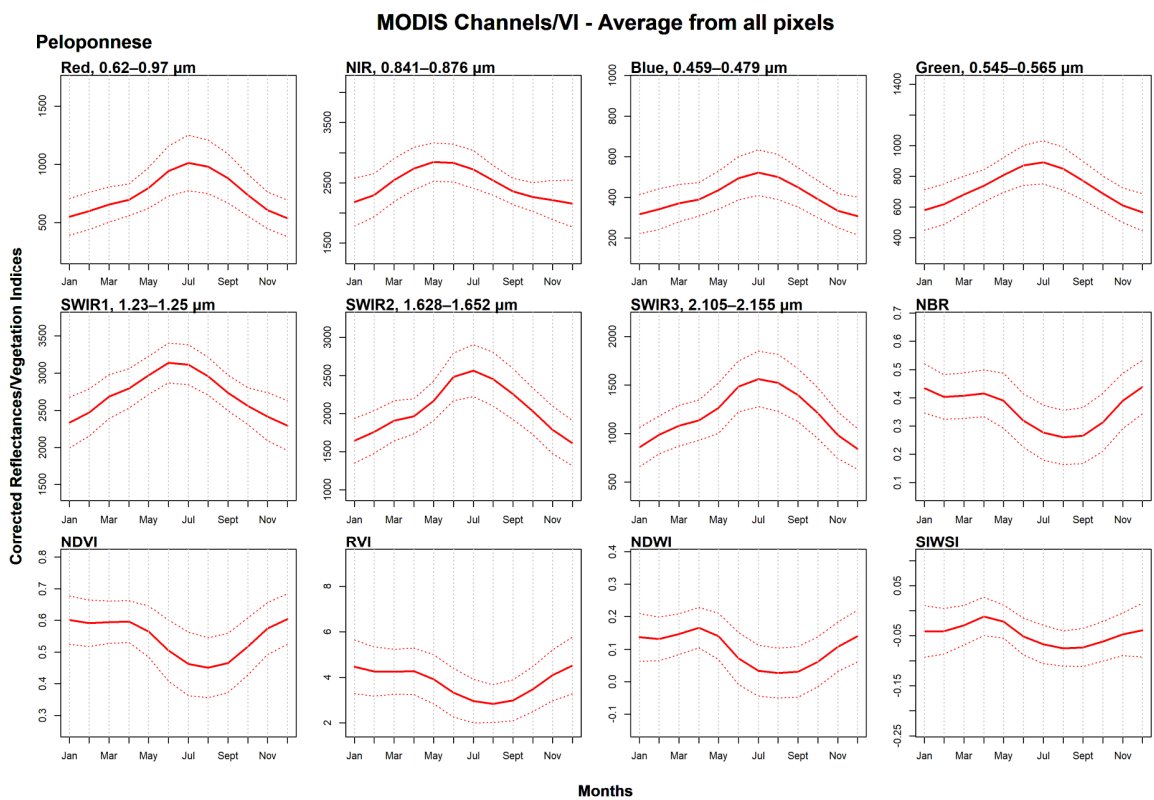 MODIS Channels/VI - Average from all pixels
Peloponnese
Corrected Reflectances/Vegetation Indices
Red, 0.62–0.97 µm
500 1000 1500
Jan Mar May Jul Sept Nov
NIR, 0.841–0.876 µm
1500 2500 3500
Jan Mar May Jul Sept Nov
Blue, 0.459–0.479 µm
200 400 600 800 1000
Jan Mar May Jul Sept Nov
Green, 0.545–0.565 µm
400 600 800 1000 1400
Jan Mar May Jul Sept Nov
SWIR1, 1.23–1.25 µm
1500 2000 2500 3000 3500
Jan Mar May Jul Sept Nov
SWIR2, 1.628–1.652 µm
1000 1500 2000 2500 3000
Jan Mar May Jul Sept Nov
SWIR3, 2.105–2.155 µm
500 1000 1500 2000
Jan Mar May Jul Sept Nov
NBR
0.1 0.2 0.3 0.4 0.5 0.6 0.7
Jan Mar May Jul Sept Nov
NDVI
0.3 0.4 0.5 0.6 0.7 0.8
Jan Mar May Jul Sept Nov
RVI
2 4 6 8
Jan Mar May Jul Sept Nov
NDWI
-0.1 0.0 0.1 0.2 0.3 0.4
Jan Mar May Jul Sept Nov
SIWSI
-0.25 -0.15 -0.05 0.05
Jan Mar May Jul Sept Nov
Months